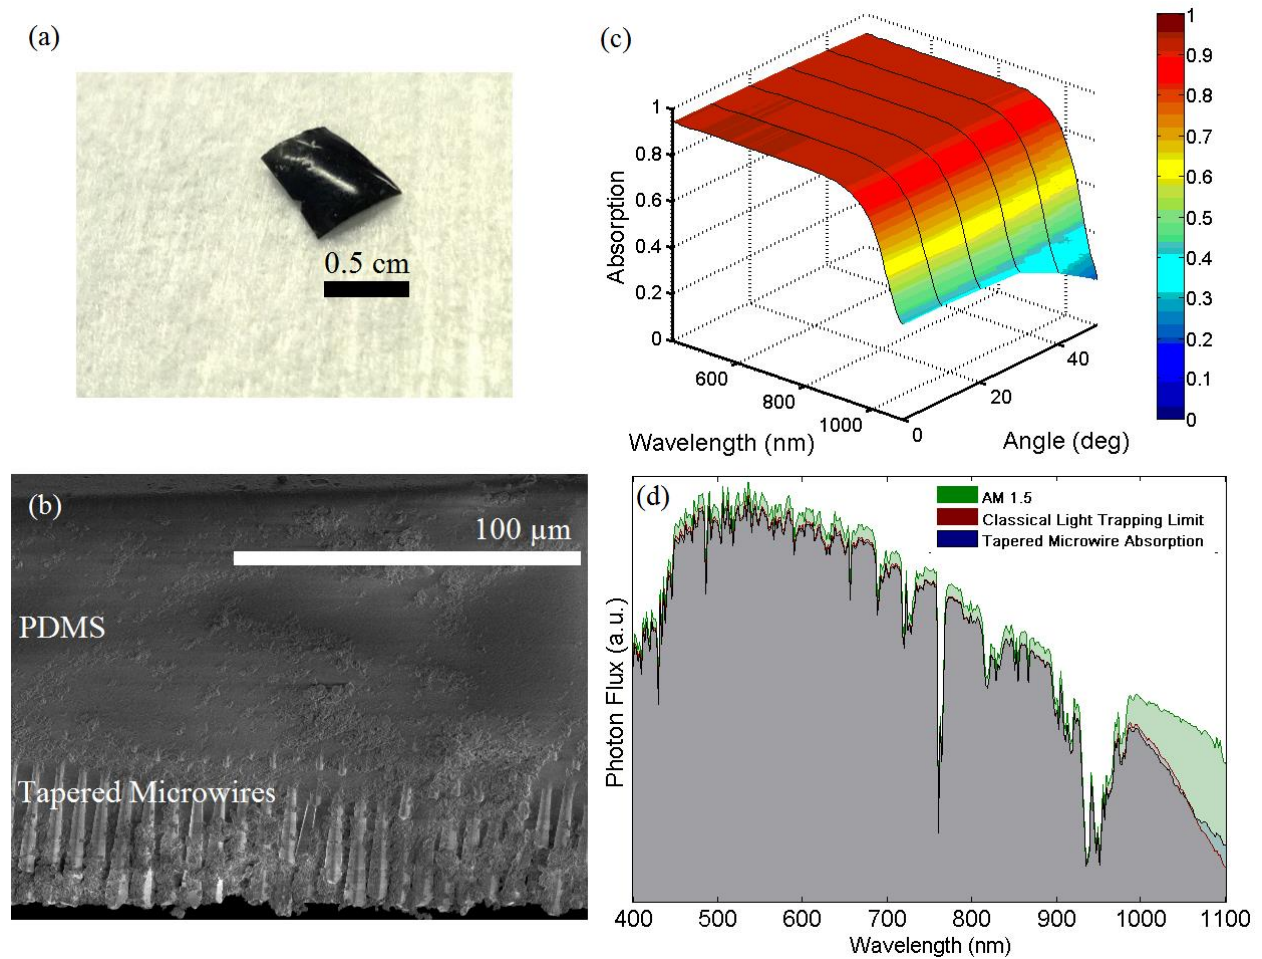 (a)
0.5 cm
(b)
100 µm
PDMS
Tapered Microwires
(c)
Absorption
1
0.8
0.6
0.4
0.2
0
600
800
1000
Wavelength (nm)
0
20
40
Angle (deg)
1
0.9
0.8
0.7
0.6
0.5
0.4
0.3
0.2
0.1
0
(d)
AM 1.5
Classical Light Trapping Limit
Tapered Microwire Absorption
Photon Flux (a.u.)
400 500 600 700 800 900 1000 1100
Wavelength (nm)